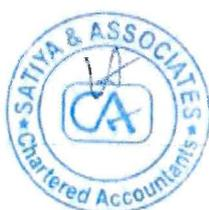 SATIYA & ASSOCIATES
CA
★ Chartered Accountants ★